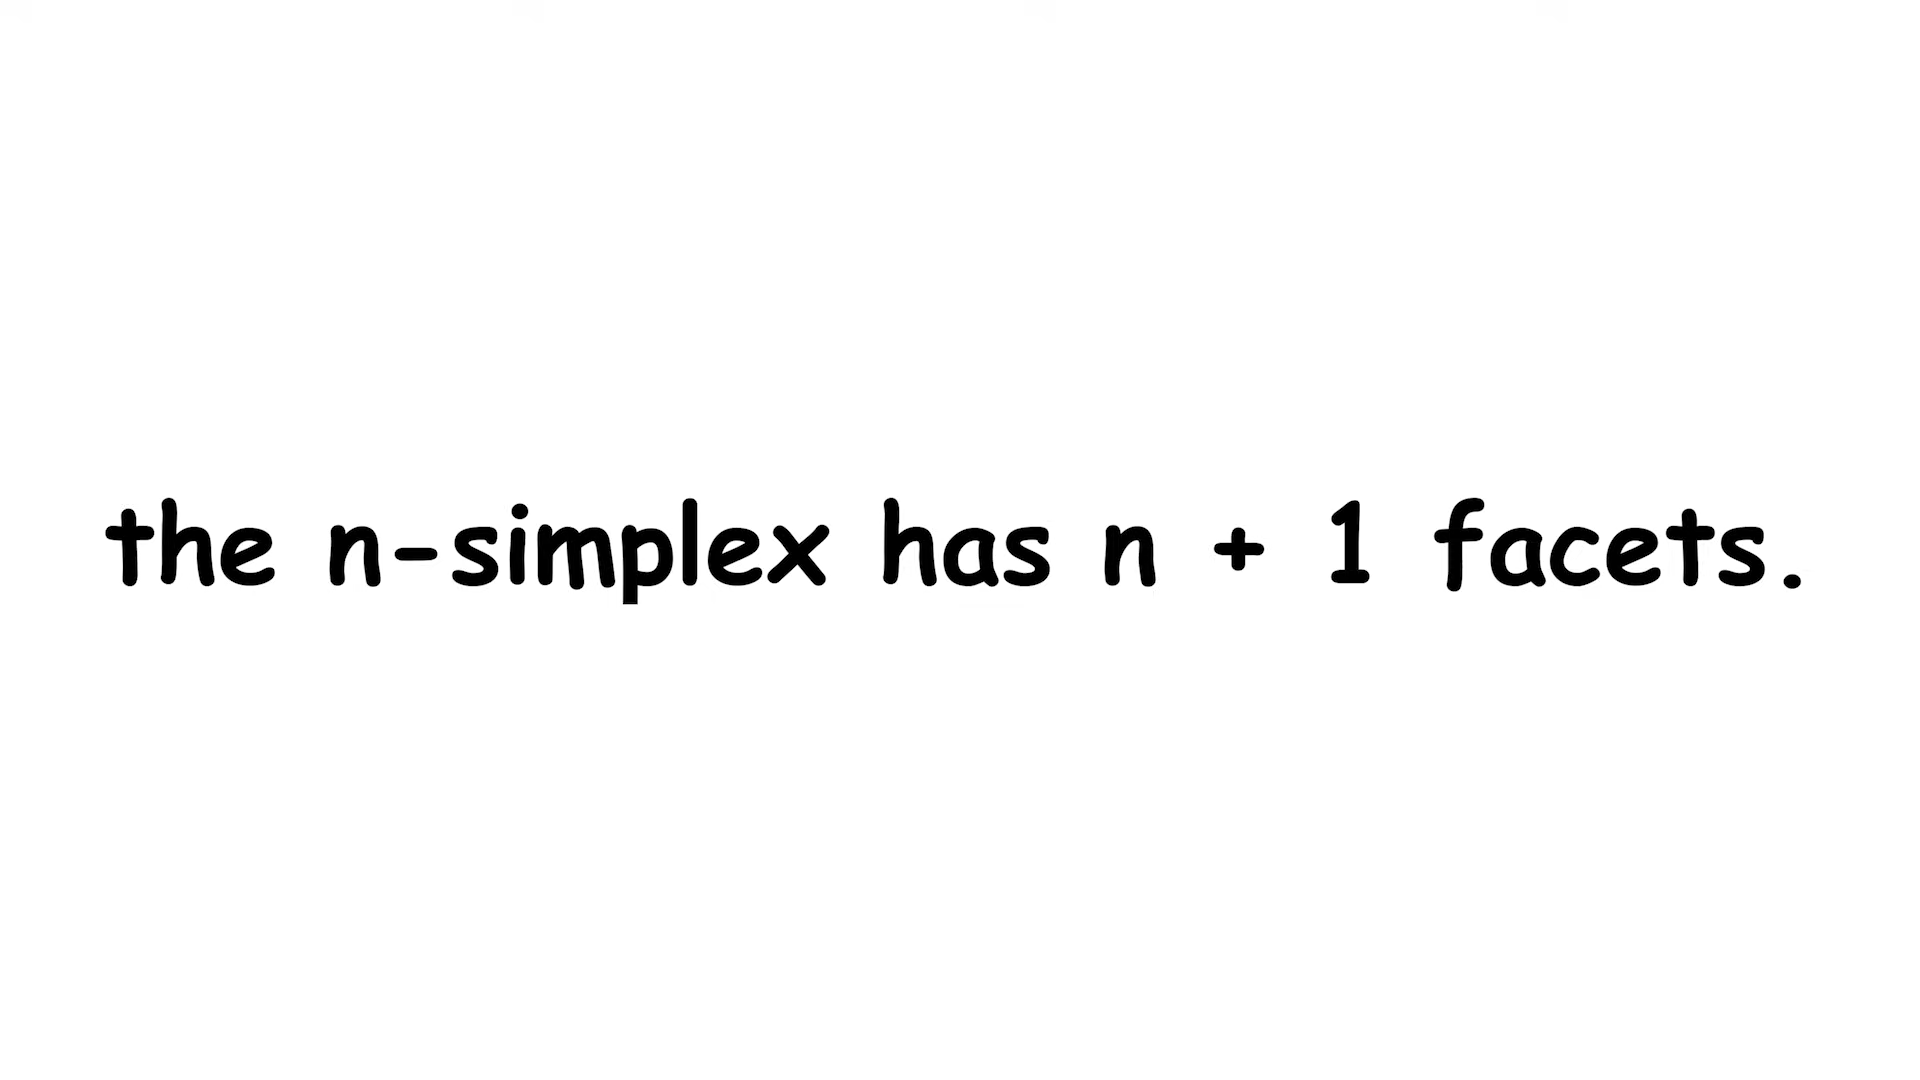 the n-simplex has n + 1 facets.